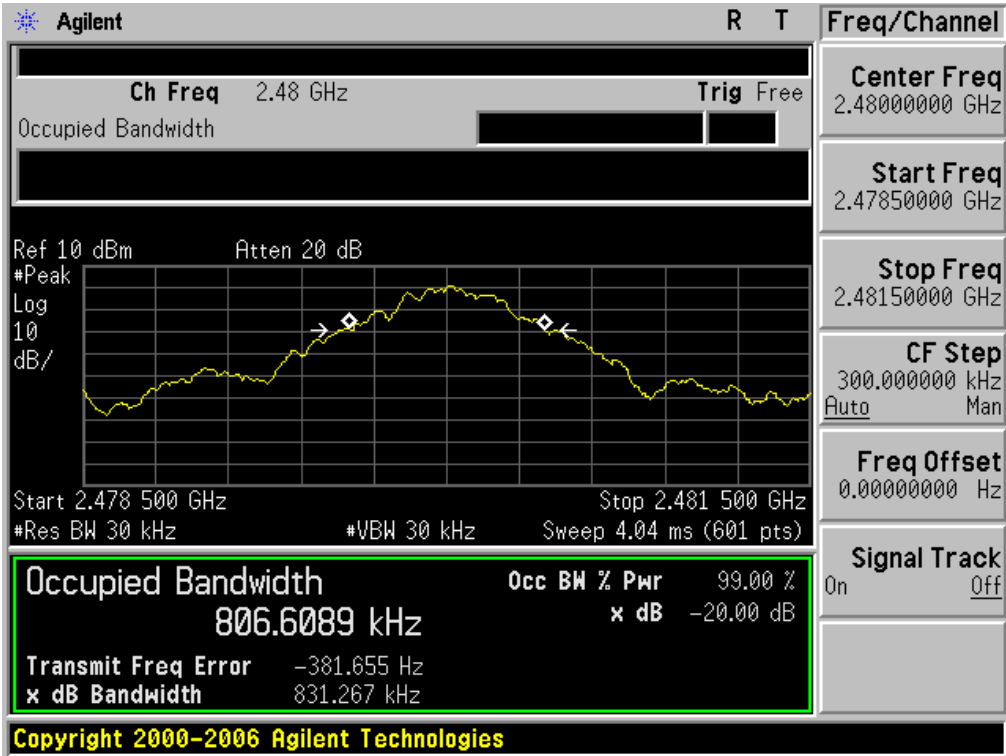 Agilent R T
Ch Freq 2.48 GHz Trig Free
Occupied Bandwidth
Ref 10 dBm Atten 20 dB
#Peak
Log
10
dB/
Start 2.478 500 GHz Stop 2.481 500 GHz
#Res BW 30 kHz #VBW 30 kHz Sweep 4.04 ms (601 pts)
Occupied Bandwidth Occ BW % Pwr 99.00 %
806.6089 kHz x dB -20.00 dB
Transmit Freq Error -381.655 Hz
x dB Bandwidth 831.267 kHz
Copyright 2000-2006 Agilent Technologies
Freq/Channel
Center Freq
2.48000000 GHz
Start Freq
2.47850000 GHz
Stop Freq
2.48150000 GHz
CF Step
300.000000 kHz
Auto Man
Freq Offset
0.00000000 Hz
Signal Track
On Off